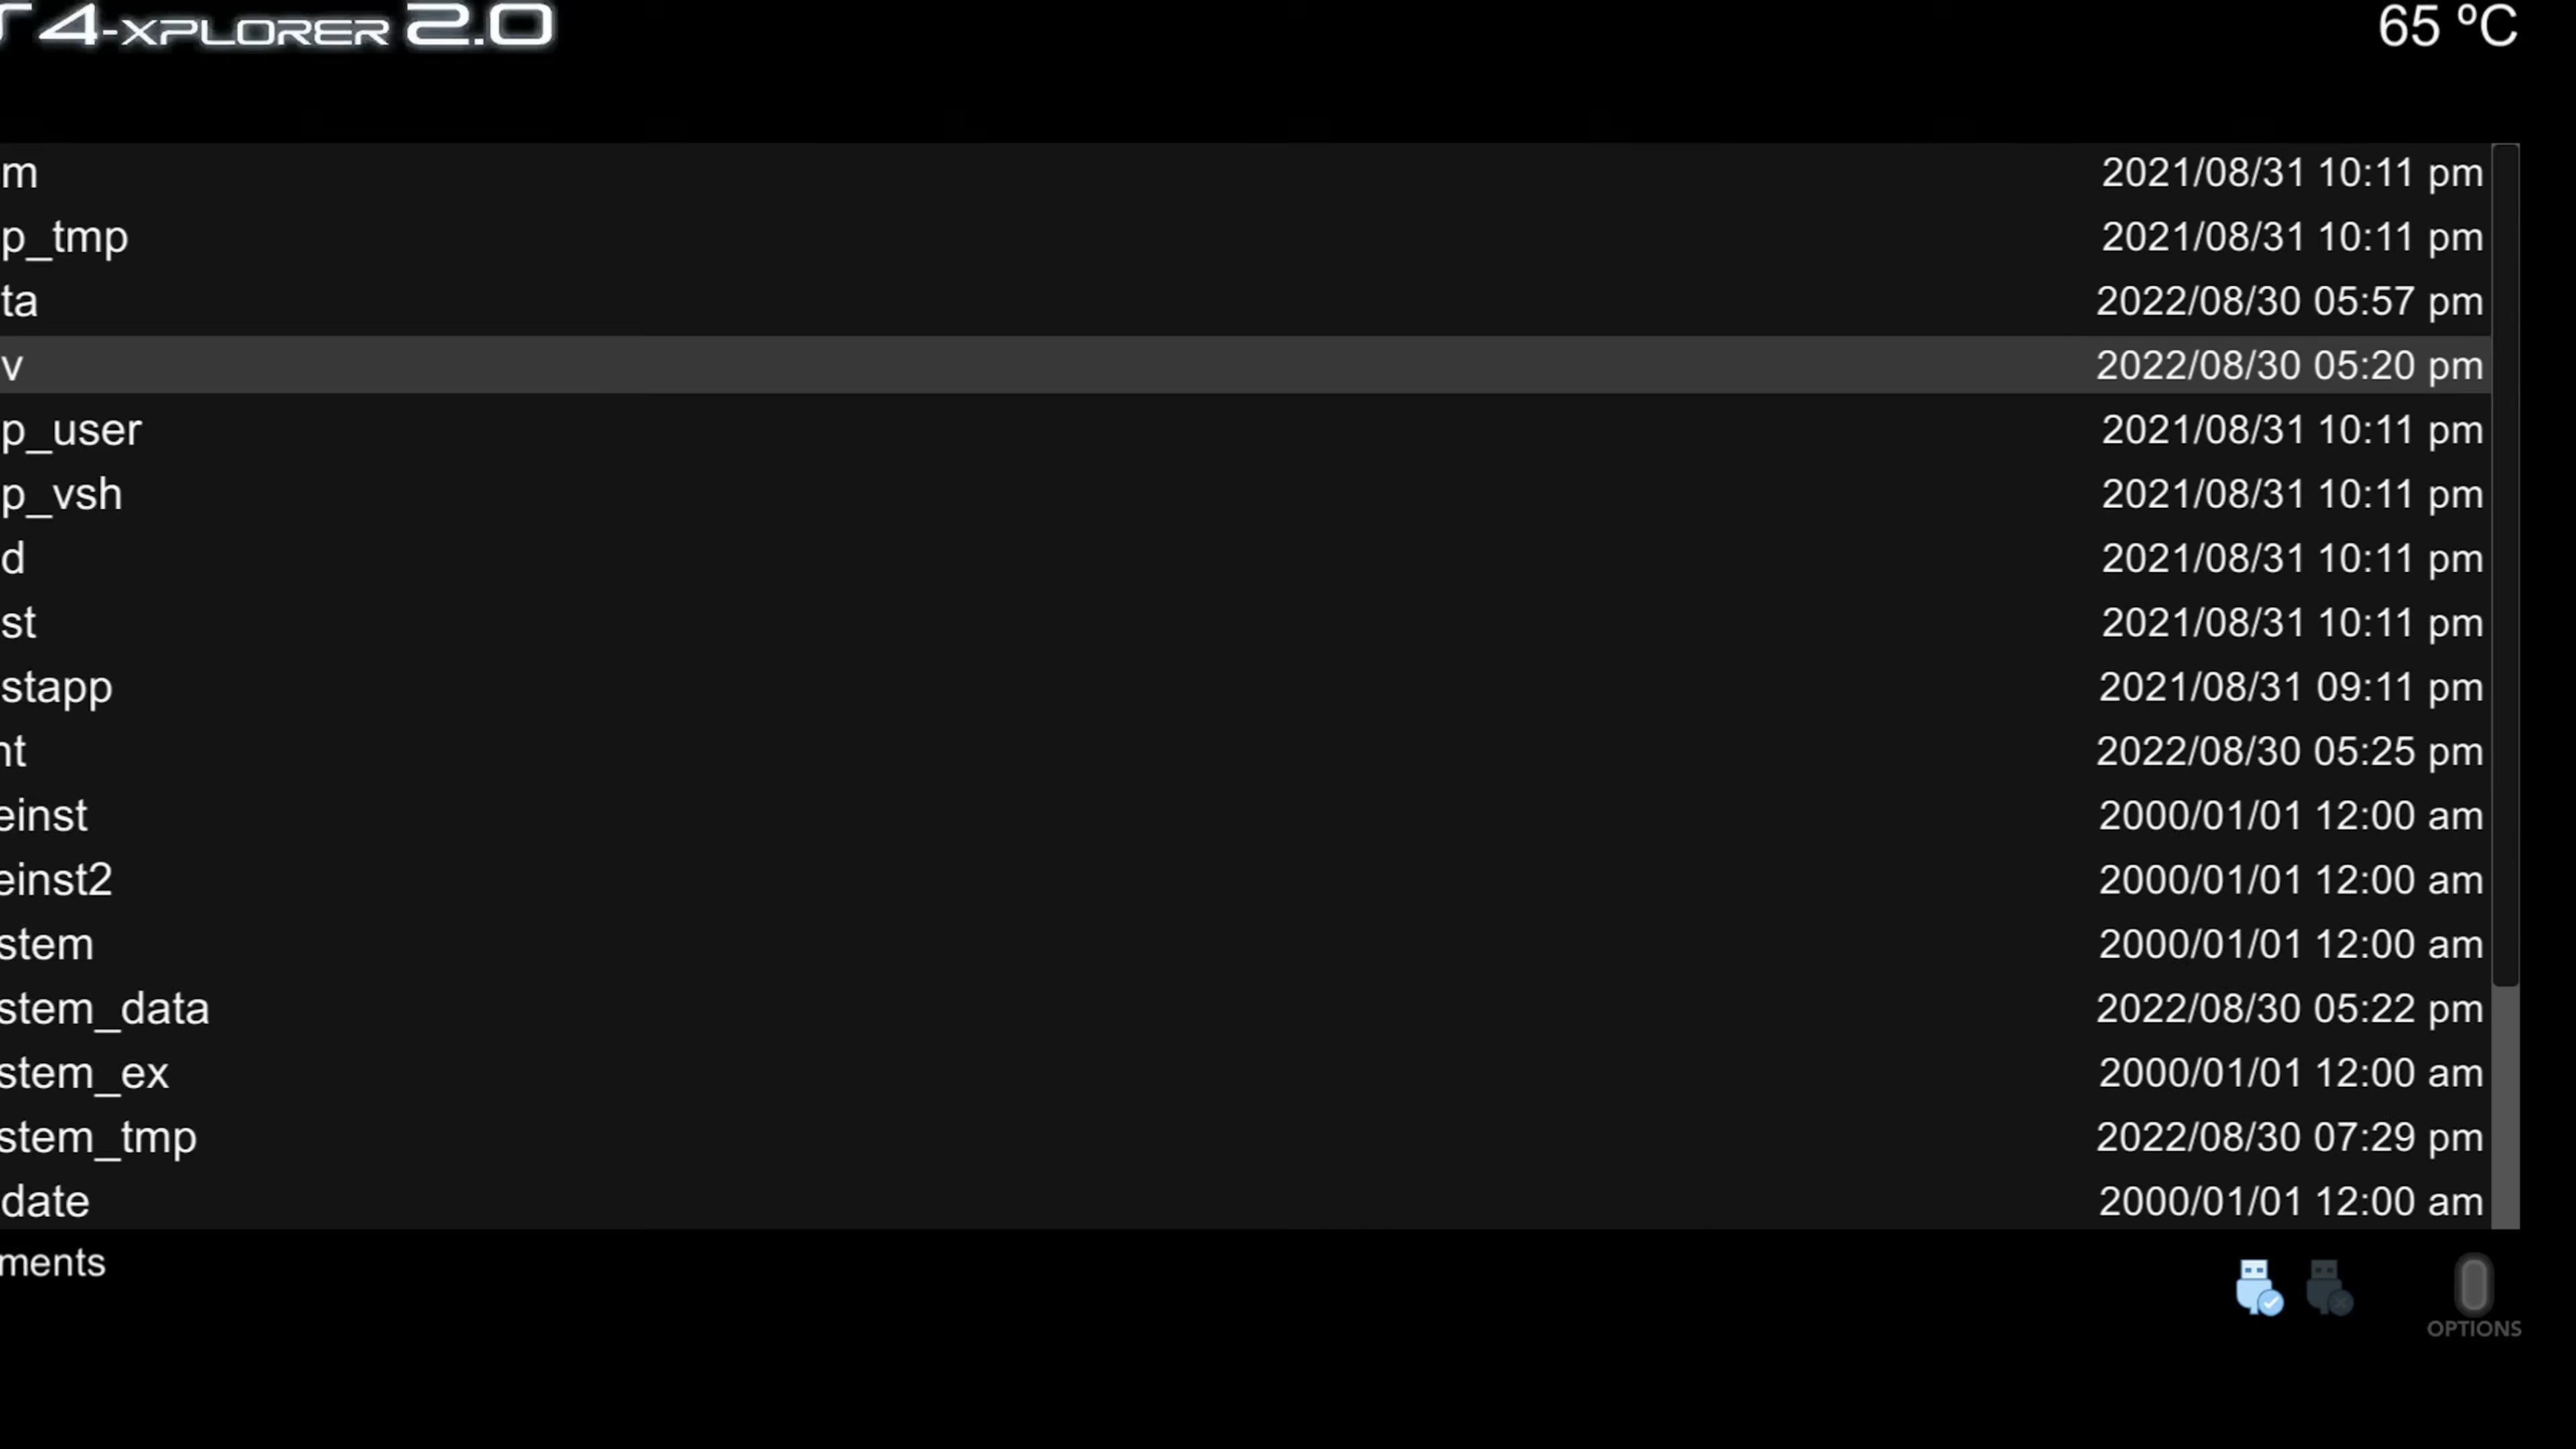 4-XPLORER 2.0
65 ºC
m 2021/08/31 10:11 pm
p_tmp 2021/08/31 10:11 pm
ta 2022/08/30 05:57 pm
v 2022/08/30 05:20 pm
p_user 2021/08/31 10:11 pm
p_vsh 2021/08/31 10:11 pm
d 2021/08/31 10:11 pm
st 2021/08/31 10:11 pm
stapp 2021/08/31 09:11 pm
nt 2022/08/30 05:25 pm
einst 2000/01/01 12:00 am
einst2 2000/01/01 12:00 am
stem 2000/01/01 12:00 am
stem_data 2022/08/30 05:22 pm
stem_ex 2000/01/01 12:00 am
stem_tmp 2022/08/30 07:29 pm
date 2000/01/01 12:00 am
ments
OPTIONS